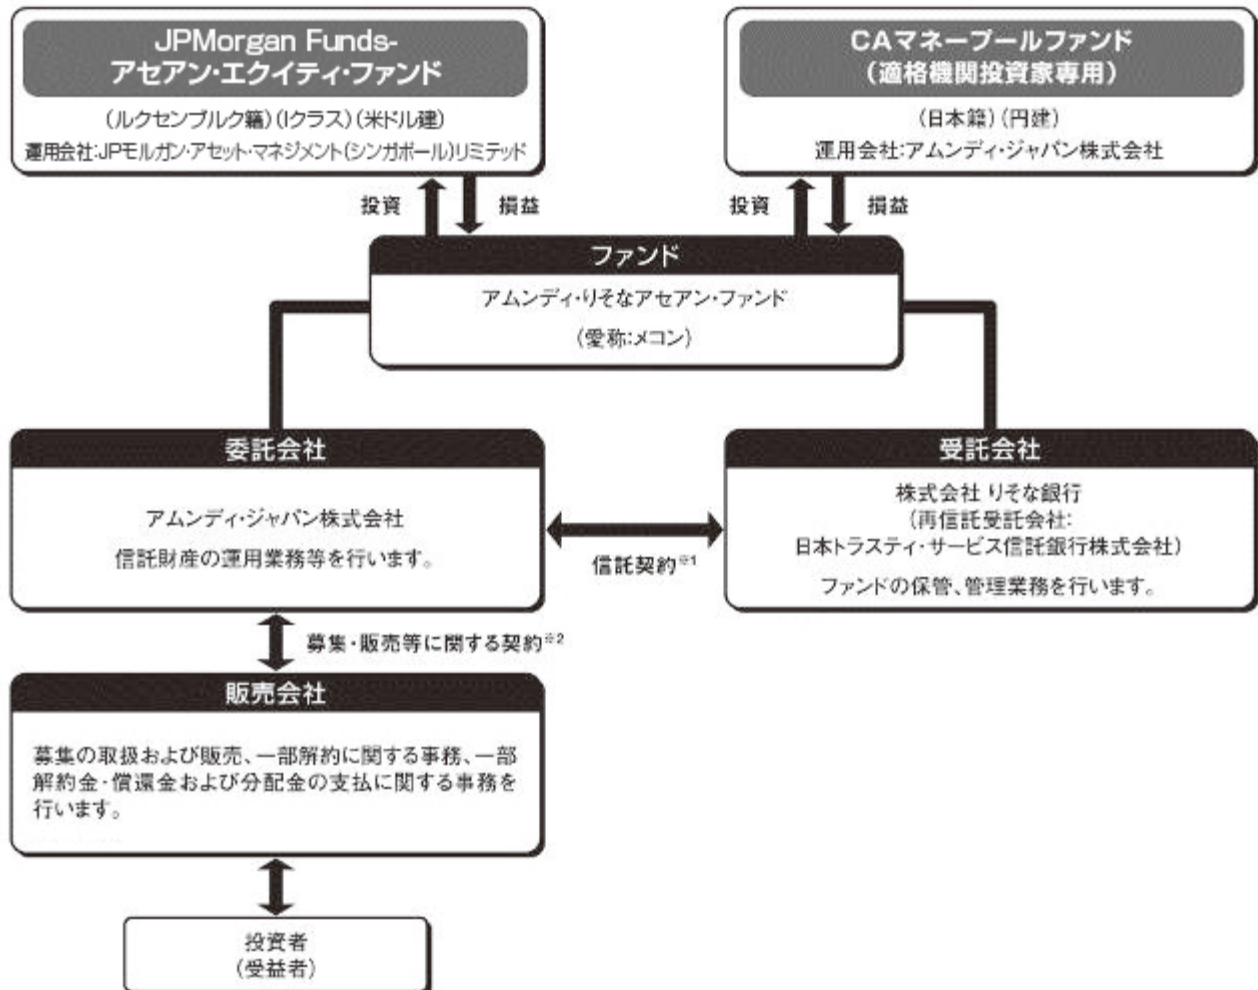 JPMorgan Funds-
アセアン・エクイティ・ファンド
(ルクセンブルク籍)(Iクラス)(米ドル建)
運用会社:JPモルガン・アセット・マネジメント(シンガポール)リミテッド
CAマネープールファンド
(適格機関投資家専用)
(日本籍)(円建)
運用会社:アムンディ・ジャパン株式会社
投資
損益
投資
損益
ファンド
アムンディ・りそなアセアン・ファンド
(愛称:メコン)
委託会社
アムンディ・ジャパン株式会社
信託財産の運用業務等を行います。
信託契約※1
受託会社
株式会社 りそな銀行
(再信託受託会社:
日本トラスティ・サービス信託銀行株式会社)
ファンドの保管、管理業務を行います。
募集・販売等に関する契約※2
販売会社
募集の取扱および販売、一部解約に関する事務、一部
解約金・償還金および分配金の支払に関する事務を
行います。
投資者
(受益者)